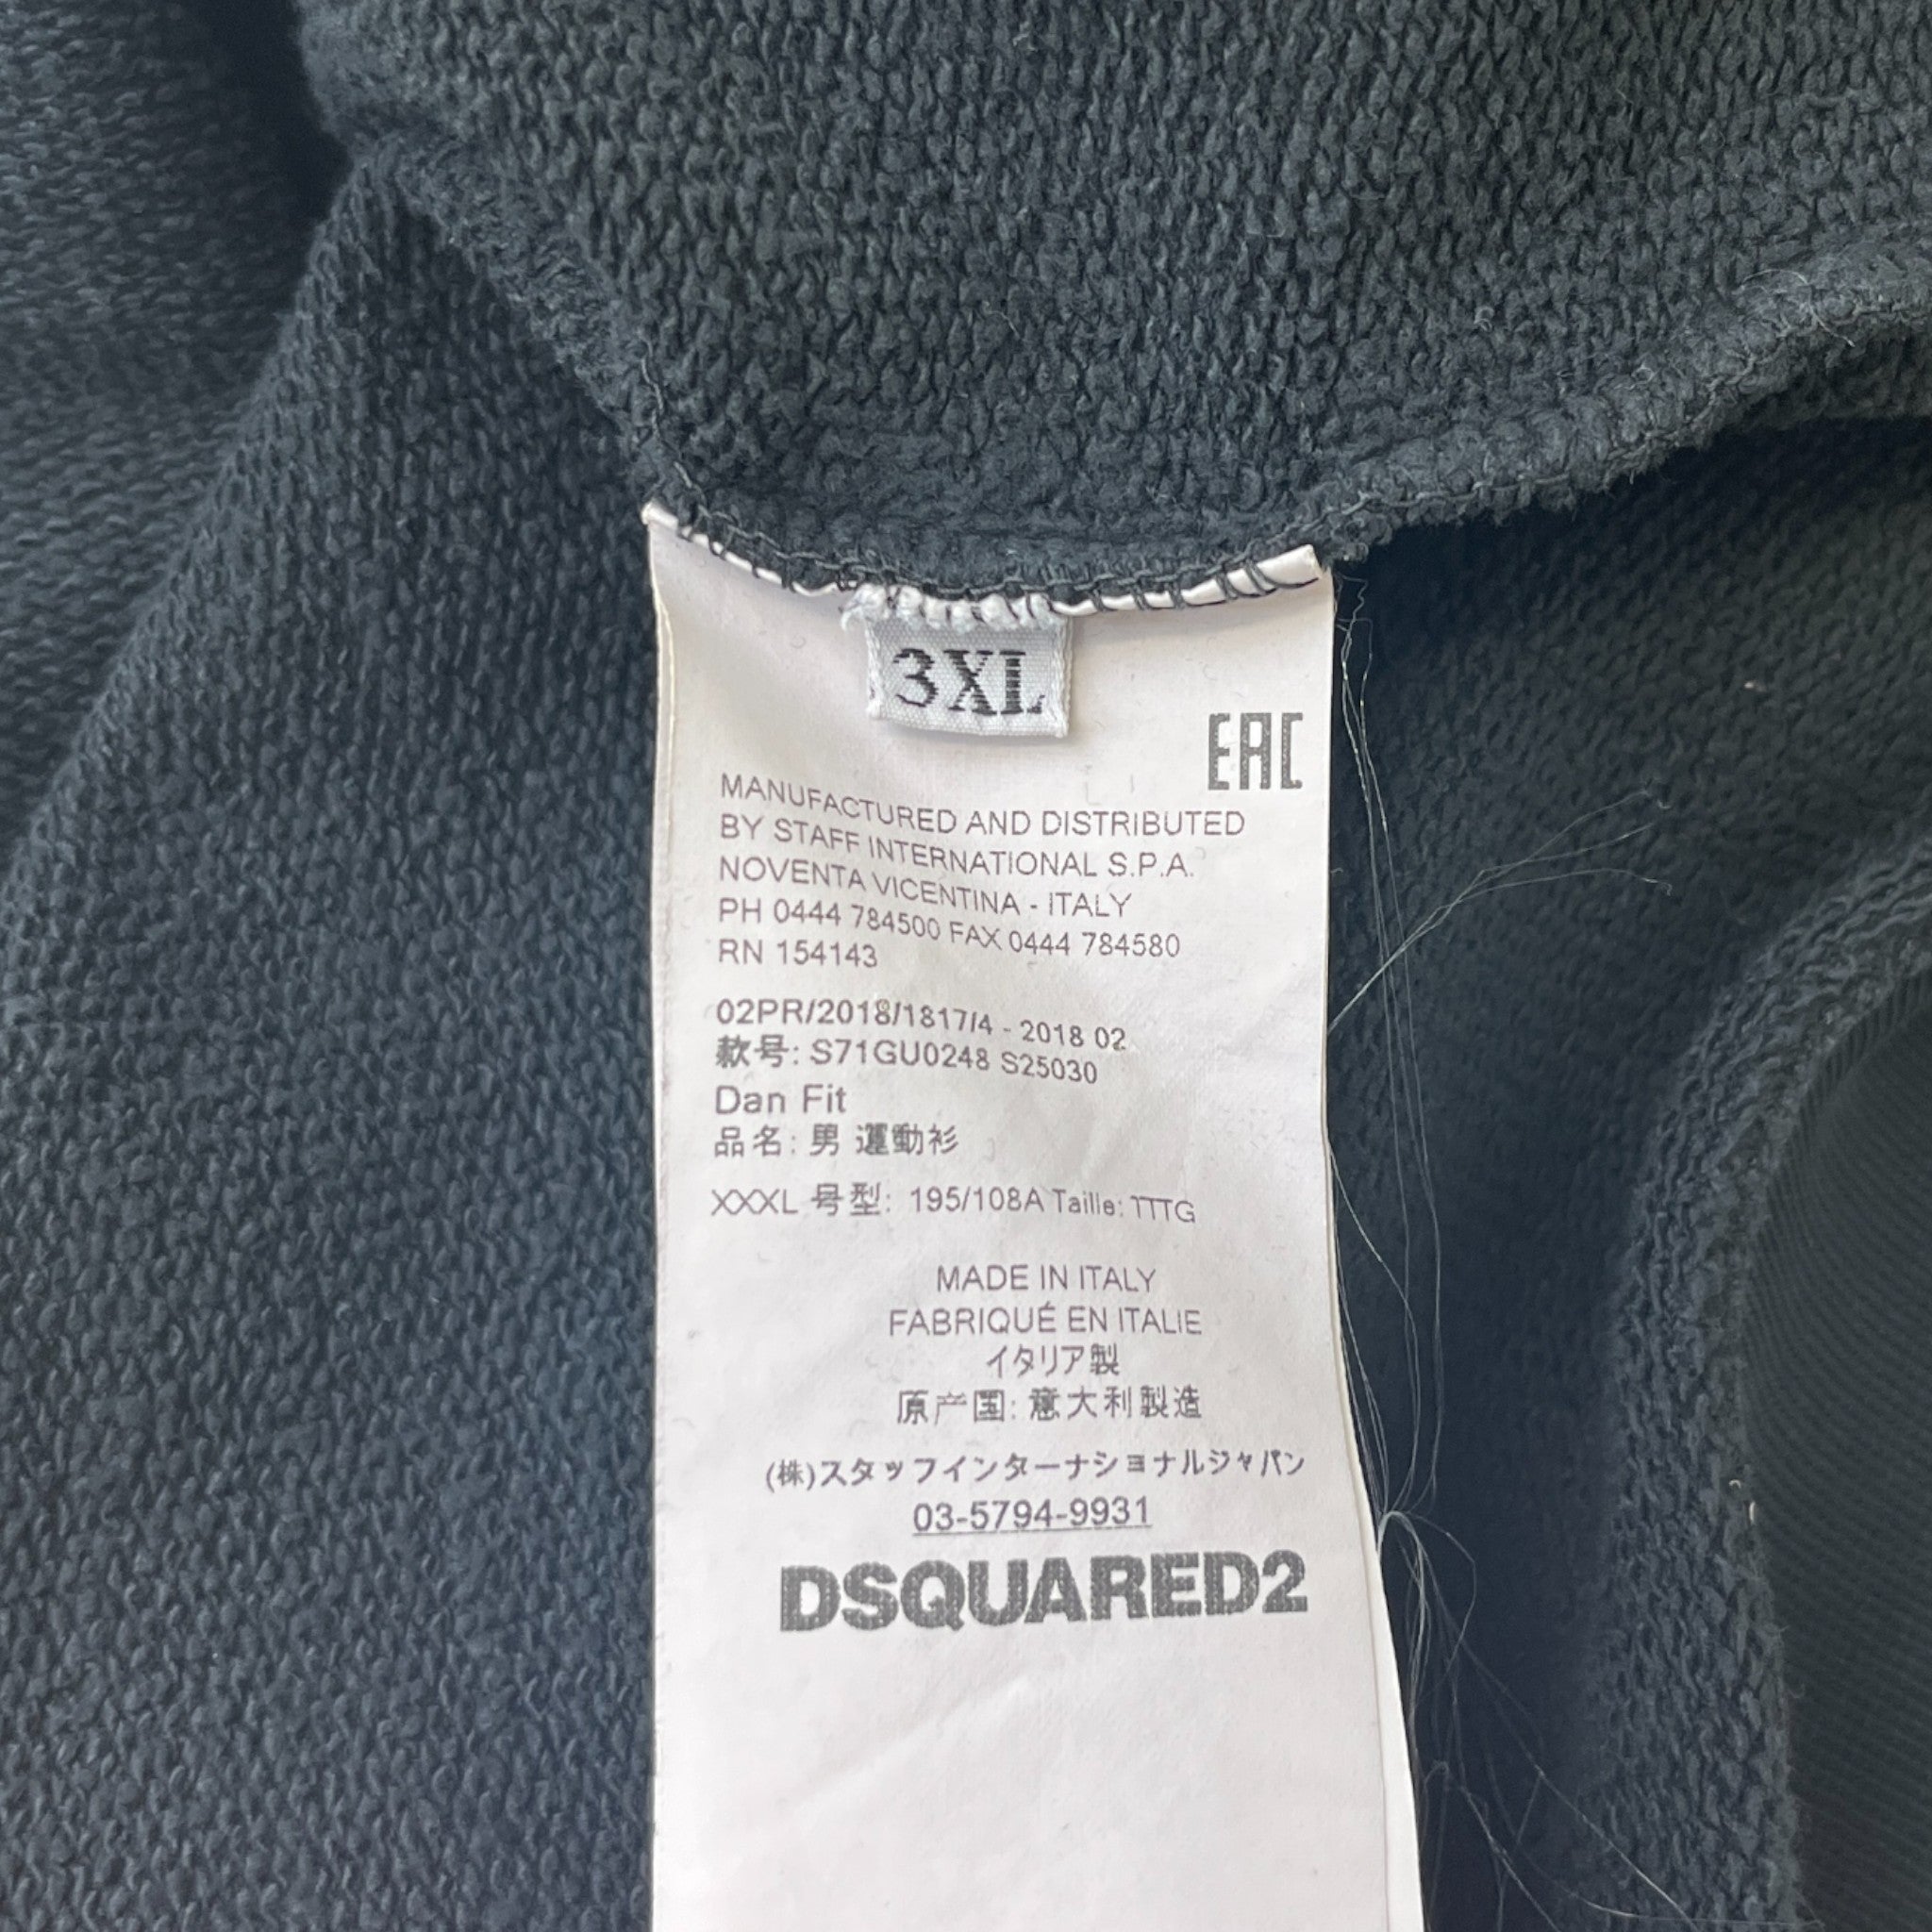 3XL
EAC
MANUFACTURED AND DISTRIBUTED
BY STAFF INTERNATIONAL S.P.A.
NOVENTA VICENTINA - ITALY
PH 0444 784500 FAX 0444 784580
RN 154143
02PR/2018/1817/4 - 2018 02
款号: S71GU0248 S25030
Dan Fit
品名: 男 運動衫
XXXL 号型: 195/108A Taille: TTTG
MADE IN ITALY
FABRIQUÉ EN ITALIE
イタリア製
原产国: 意大利製造
(株)スタッフインターナショナルジャパン
03-5794-9931
DSQUARED2